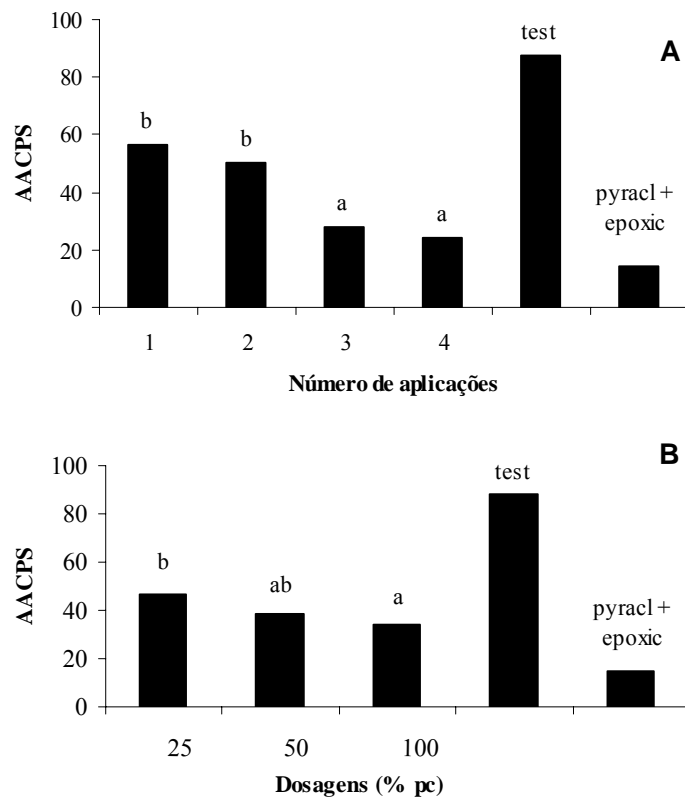 A
100
80
60
40
20
0
AACPS
b
b
a
a
test
pyracl +
epoxic
1 2 3 4
Número de aplicações
B
100
80
60
40
20
0
AACPS
b
ab
a
test
pyracl +
epoxic
25 50 100
Dosagens (% pc)